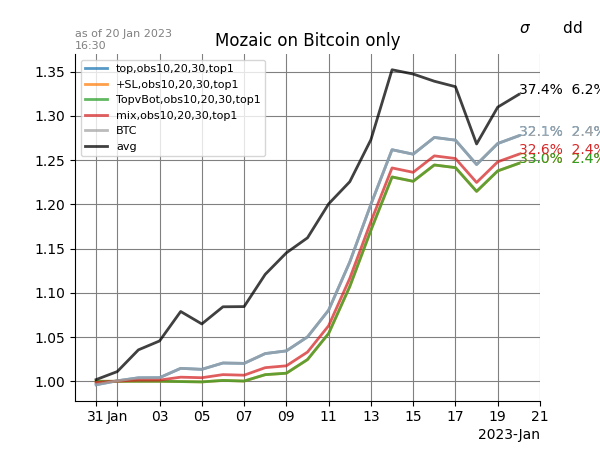 as of 20 Jan 2023
16:30
Mozaic on Bitcoin only
σ dd
top,obs10,20,30,top1
+SL,obs10,20,30,top1
TopvBot,obs10,20,30,top1
mix,obs10,20,30,top1
BTC
avg
1.35
1.30
1.25
1.20
1.15
1.10
1.05
1.00
37.4% 6.2%
32.1% 2.4%
32.6% 2.4%
33.0% 2.4%
31 Jan 03 05 07 09 11 13 15 17 19 21
2023-Jan